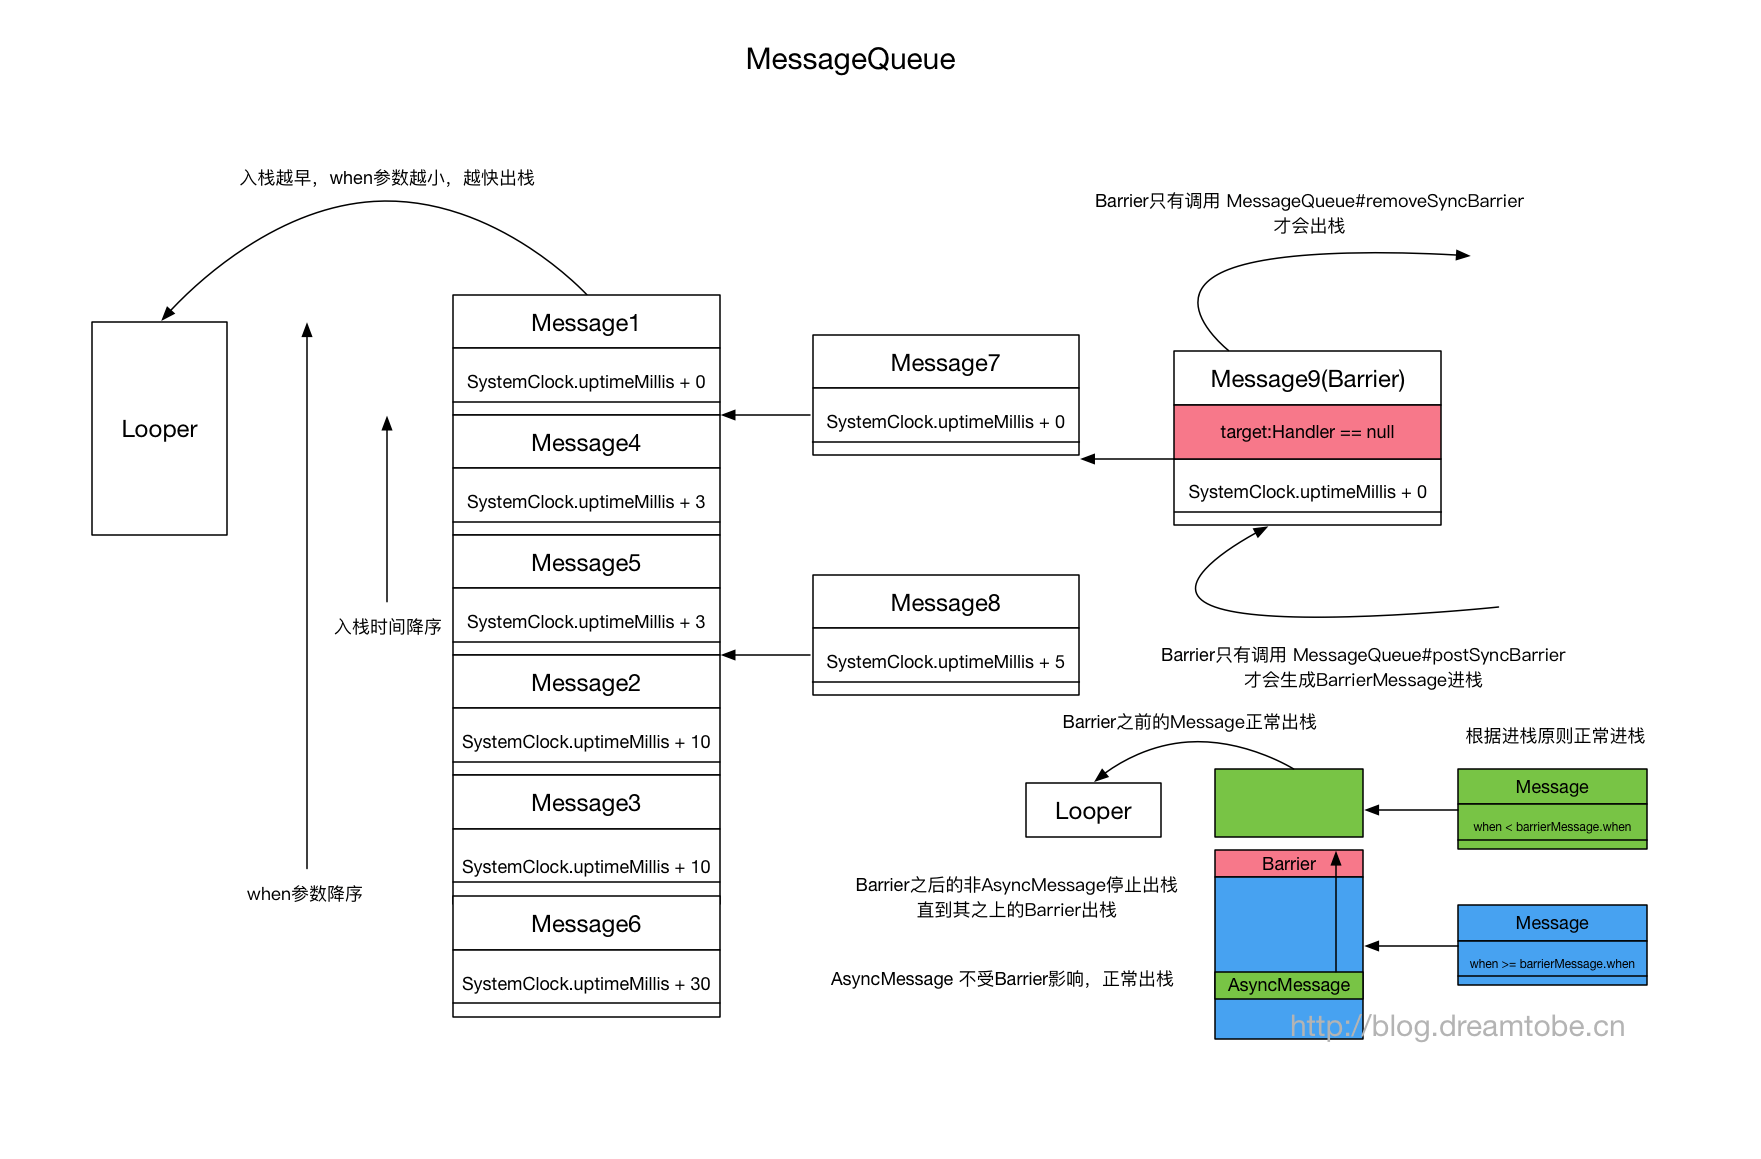 MessageQueue
入栈越早，when参数越小，越快出栈
Looper
when参数降序
入栈时间降序
Message1
SystemClock.uptimeMillis + 0
Message4
SystemClock.uptimeMillis + 3
Message5
SystemClock.uptimeMillis + 3
Message2
SystemClock.uptimeMillis + 10
Message3
SystemClock.uptimeMillis + 10
Message6
SystemClock.uptimeMillis + 30
Message7
SystemClock.uptimeMillis + 0
Message8
SystemClock.uptimeMillis + 5
Barrier只有调用 MessageQueue#removeSyncBarrier
才会出栈
Message9(Barrier)
target:Handler == null
SystemClock.uptimeMillis + 0
Barrier只有调用 MessageQueue#postSyncBarrier
才会生成BarrierMessage进栈
Barrier之前的Message正常出栈
Looper
根据进栈原则正常进栈
Message
when < barrierMessage.when
Barrier
Barrier之后的非AsyncMessage停止出栈
直到其之上的Barrier出栈
Message
when >= barrierMessage.when
AsyncMessage 不受Barrier影响，正常出栈
AsyncMessage
http://blog.dreamtobe.cn